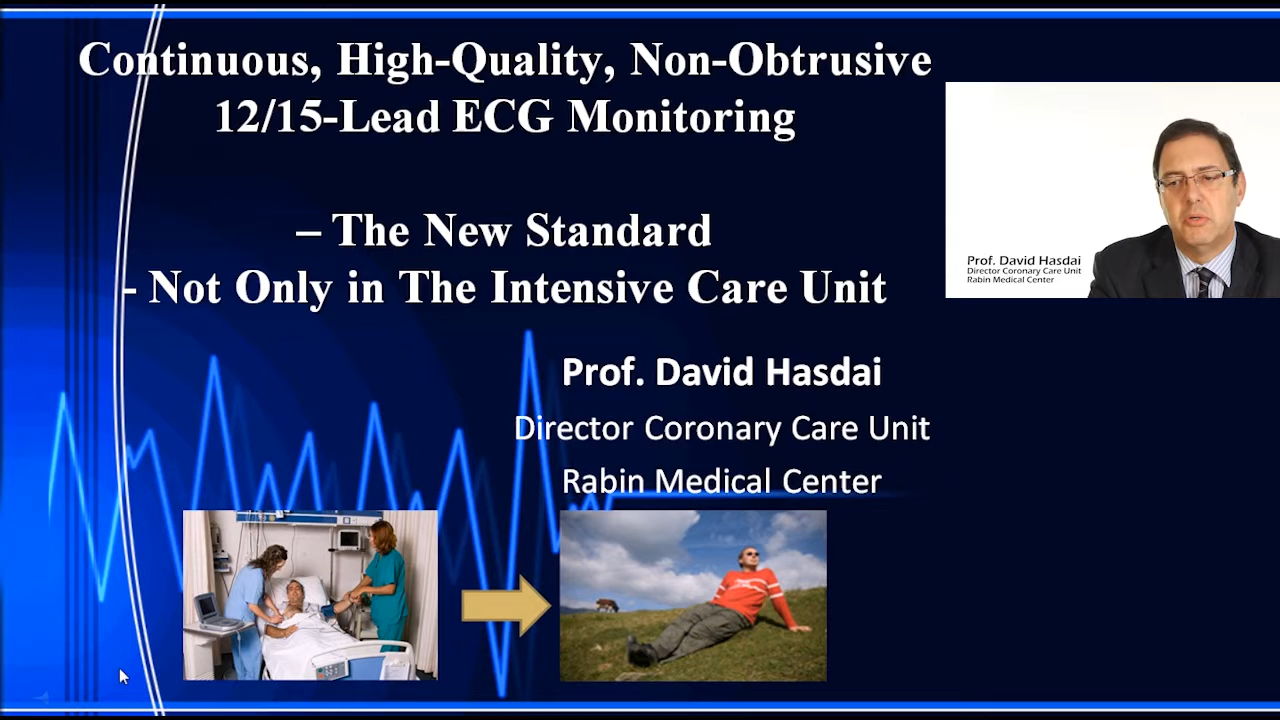 Continuous, High-Quality, Non-Obtrusive
12/15-Lead ECG Monitoring
– The New Standard
- Not Only in The Intensive Care Unit
Prof. David Hasdai
Director Coronary Care Unit
Rabin Medical Center
Prof. David Hasdai
Director Coronary Care Unit
Rabin Medical Center